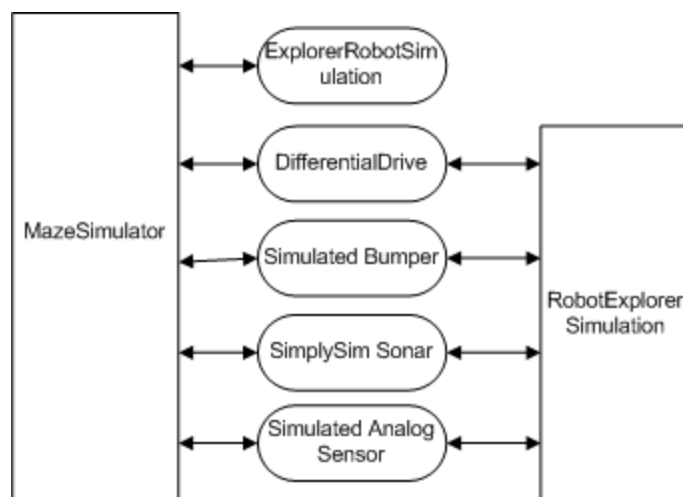 ExplorerRobotSim
ulation
DifferentialDrive
MazeSimulator
Simulated Bumper
RobotExplorer
Simulation
SimplySim Sonar
Simulated Analog
Sensor